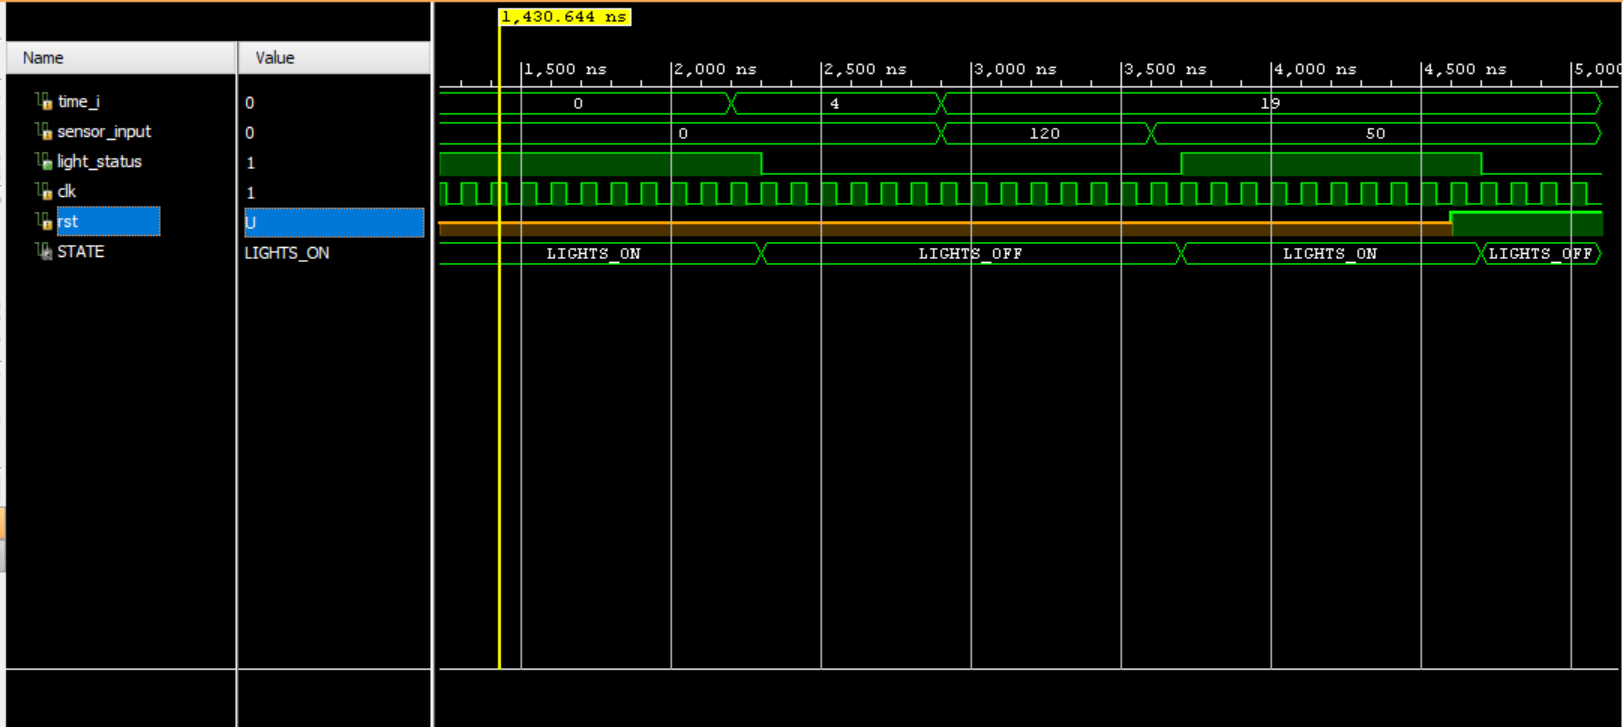 1,430.644 ns
Name Value
1,500 ns 2,000 ns 2,500 ns 3,000 ns 3,500 ns 4,000 ns 4,500 ns 5,000
time_i 0 0 4 19
sensor_input 0 0 120 50
light_status 1
clk 1
rst U
STATE LIGHTS_ON LIGHTS_ON LIGHTS_OFF LIGHTS_ON LIGHTS_OFF